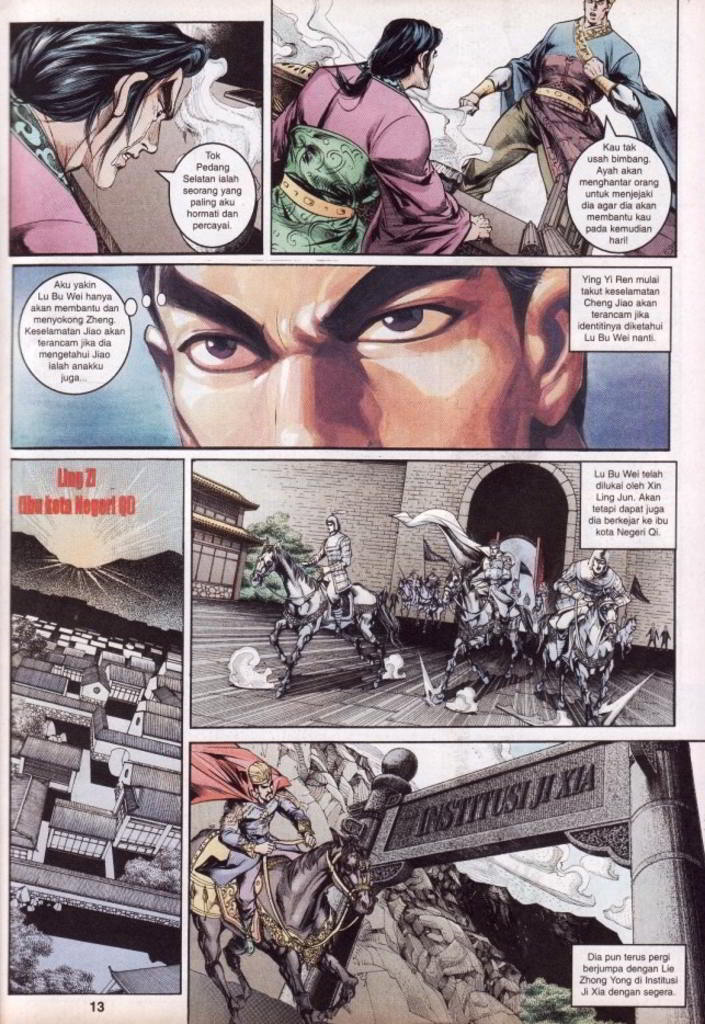 Tok
Pedang
Selatan ialah
seorang yang
paling aku
hormati dan
percayai.
Kau tak
usah bimbang.
Ayah akan
menghantar orang
untuk menjejaki
dia agar dia
akan membantu
kau pada
kemudian hari!
Aku yakin
Lu Bu Wei hanya
akan membantu dan
menyokong Zheng.
Keselamatan Jiao akan
terancam jika dia
mengetahui Jiao
ialah anakku
juga...
Ying Yi Ren mulai
takut keselamatan
Cheng Jiao akan
terancam jika
identitinya diketahui
Lu Bu Wei nanti.
Ling Zi
(Ibu kota Negeri Qi)
Lu Bu Wei telah
dilukai oleh Xin
Ling Jun. Akan
tetapi dapat juga
dia berkejar ke ibu
kota Negeri Qi.
INSTITUSI JI XIA
Dia pun terus pergi
berjumpa dengan Lie
Zhong Yong di Institusi
Ji Xia dengan segera.
13